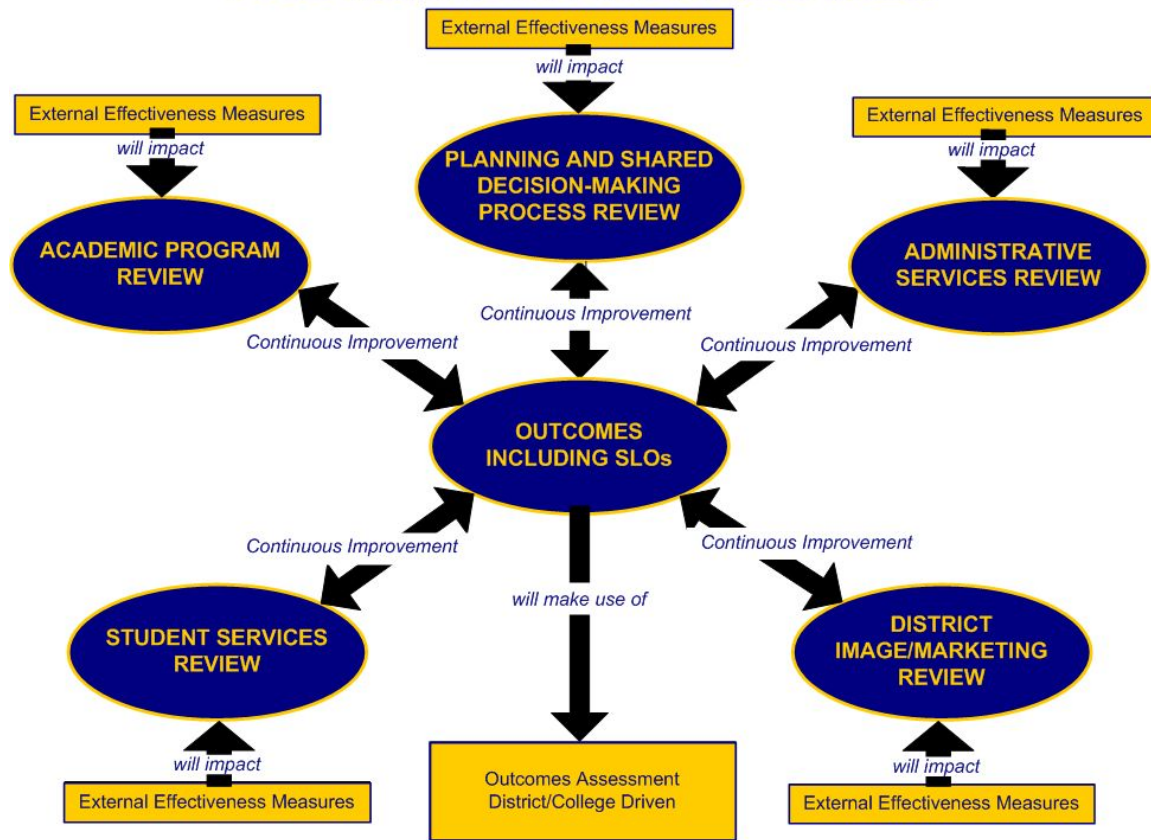 External Effectiveness Measures
will impact
PLANNING AND SHARED
DECISION-MAKING
PROCESS REVIEW
External Effectiveness Measures
will impact
ACADEMIC PROGRAM
REVIEW
External Effectiveness Measures
will impact
ADMINISTRATIVE
SERVICES REVIEW
Continuous Improvement
Continuous Improvement
Continuous Improvement
OUTCOMES
INCLUDING SLOs
Continuous Improvement
Continuous Improvement
will make use of
STUDENT SERVICES
REVIEW
will impact
External Effectiveness Measures
Outcomes Assessment
District/College Driven
DISTRICT
IMAGE/MARKETING
REVIEW
will impact
External Effectiveness Measures